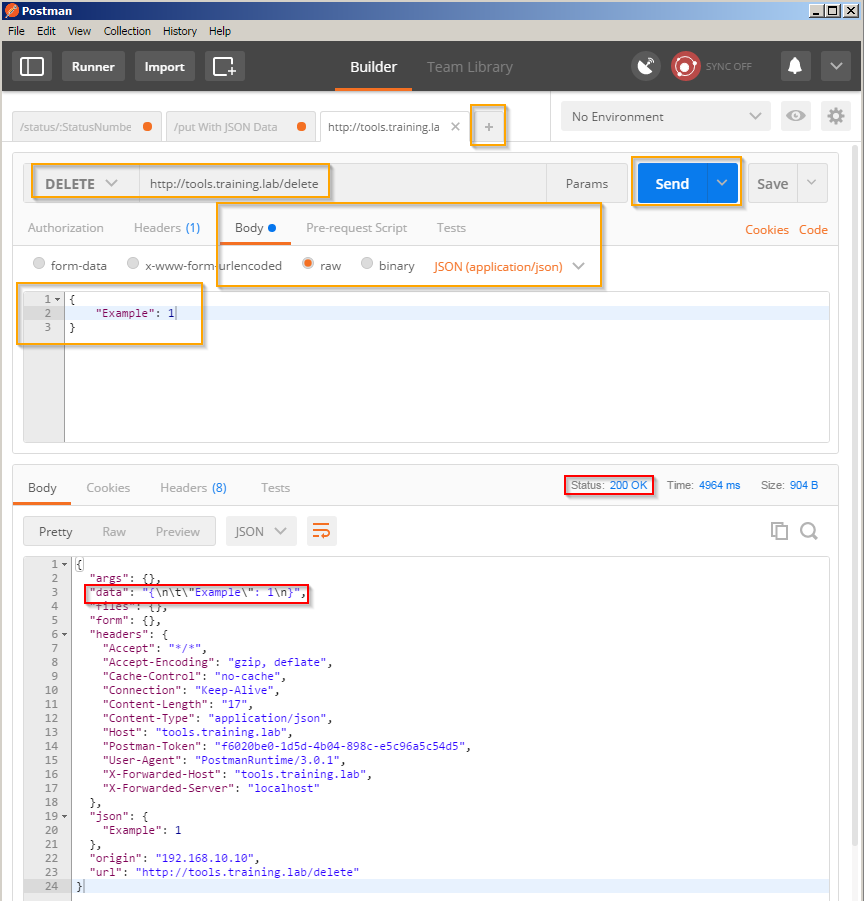 Postman
File Edit View Collection History Help
Runner Import Builder Team Library SYNC OFF
/status/:StatusNumbe /put With JSON Data http://tools.training.la × + No Environment
DELETE http://tools.training.lab/delete Params Send Save
Authorization Headers (1) Body Pre-request Script Tests Cookies Code
form-data x-www-form-urlencoded raw binary JSON (application/json)
1 {
2 "Example": 1
3 }
Body Cookies Headers (8) Tests Status: 200 OK Time: 4964 ms Size: 904 B
Pretty Raw Preview JSON
1 {
2 "args": {},
3 "data": "{\n\t\"Example\": 1\n}",
4 "files": {},
5 "form": {},
6 "headers": {
7 "Accept": "*/*",
8 "Accept-Encoding": "gzip, deflate",
9 "Cache-Control": "no-cache",
10 "Connection": "Keep-Alive",
11 "Content-Length": "17",
12 "Content-Type": "application/json",
13 "Host": "tools.training.lab",
14 "Postman-Token": "f6020be0-1d5d-4b04-898c-e5c96a5c54d5",
15 "User-Agent": "PostmanRuntime/3.0.1",
16 "X-Forwarded-Host": "tools.training.lab",
17 "X-Forwarded-Server": "localhost"
18 },
19 "json": {
20 "Example": 1
21 },
22 "origin": "192.168.10.10",
23 "url": "http://tools.training.lab/delete"
24 }